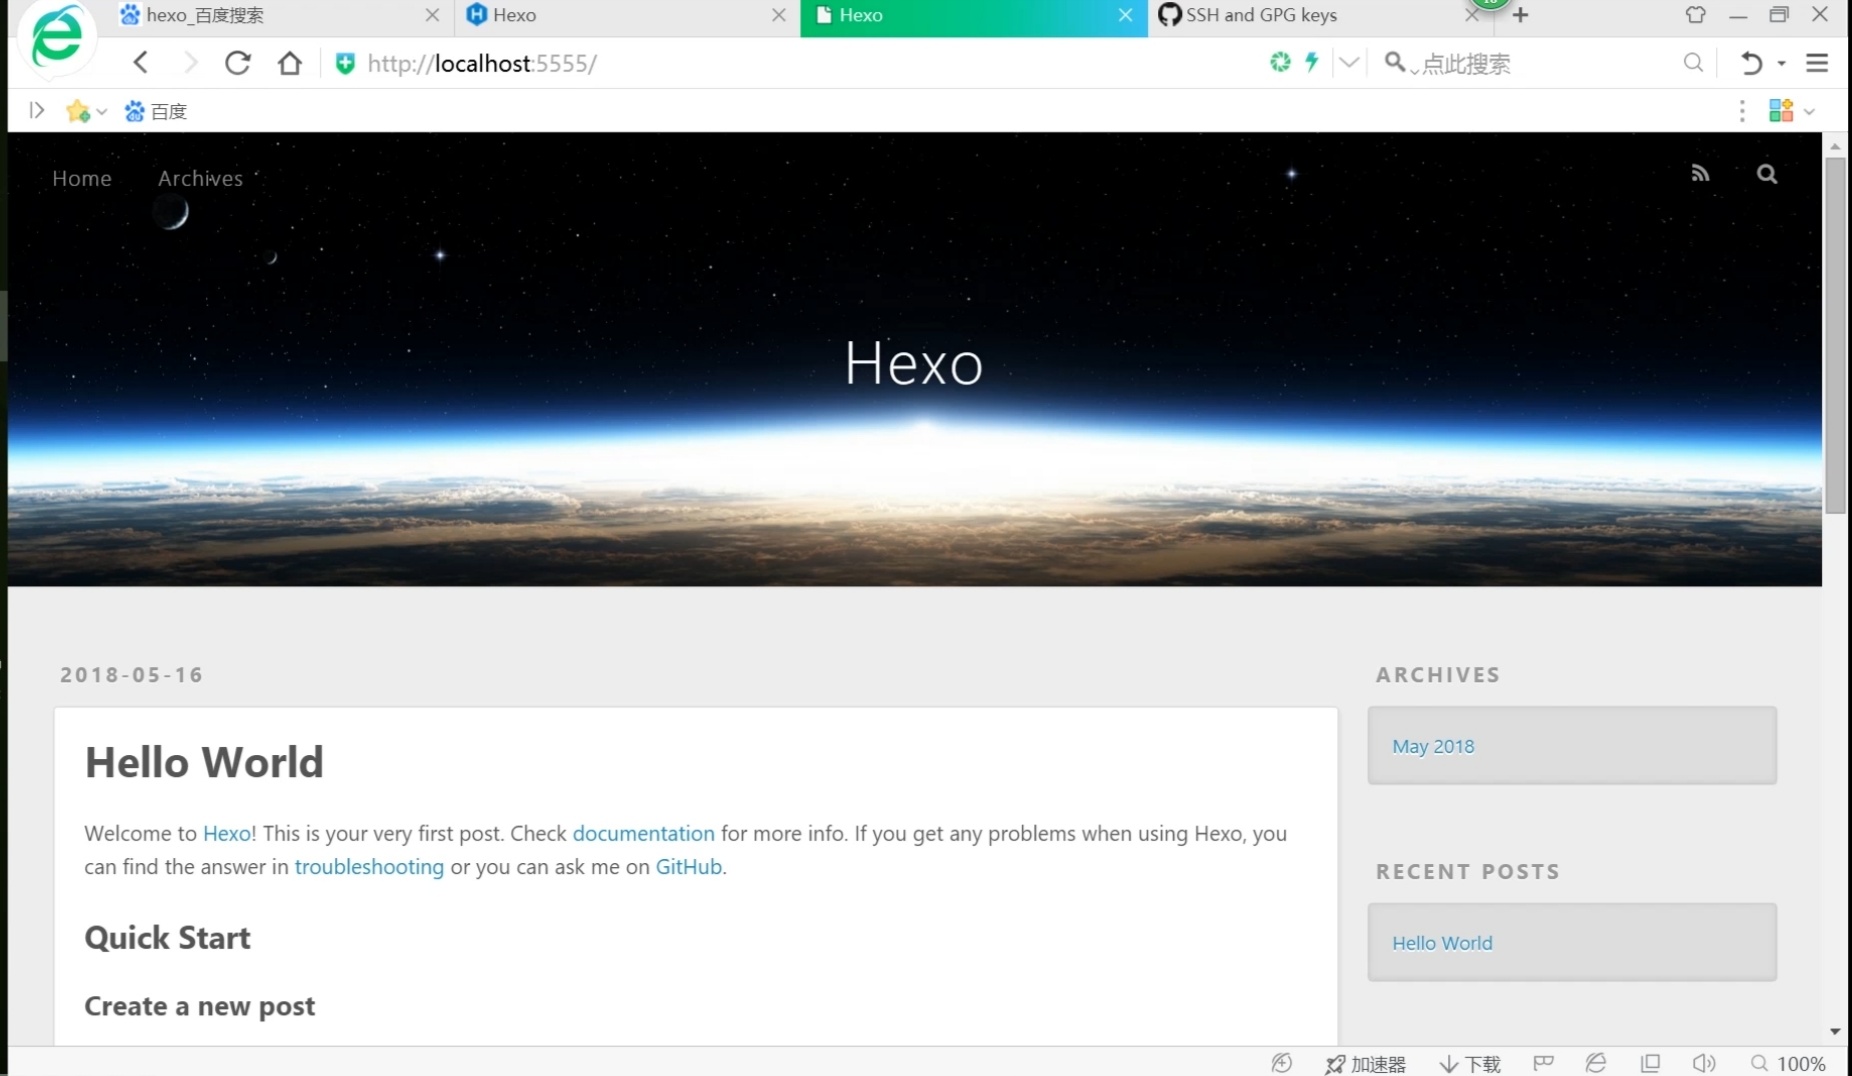 hexo_百度搜索
Hexo
Hexo
SSH and GPG keys
http://localhost:5555/
点此搜索
百度
Home
Archives
Hexo
2018-05-16
Hello World
Welcome to Hexo! This is your very first post. Check documentation for more info. If you get any problems when using Hexo, you
can find the answer in troubleshooting or you can ask me on GitHub.
Quick Start
Create a new post
ARCHIVES
May 2018
RECENT POSTS
Hello World
加速器
下载
100%